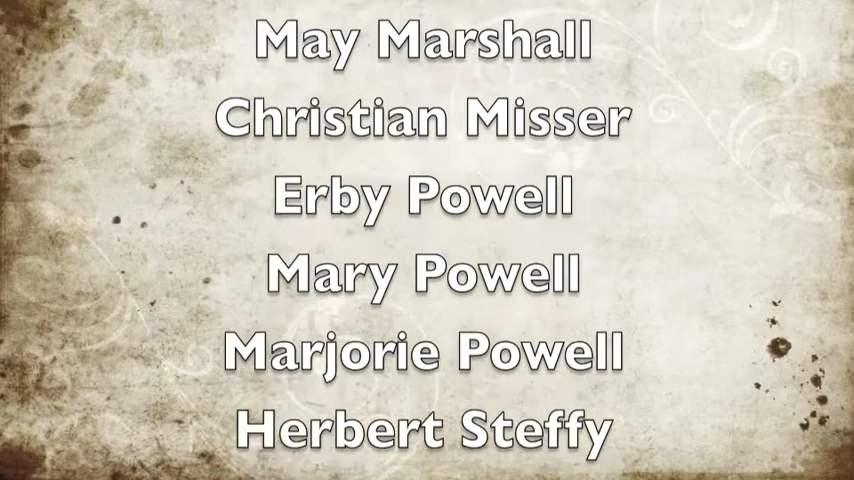 May Marshall
Christian Misser
Erby Powell
Mary Powell
Marjorie Powell
Herbert Steffy